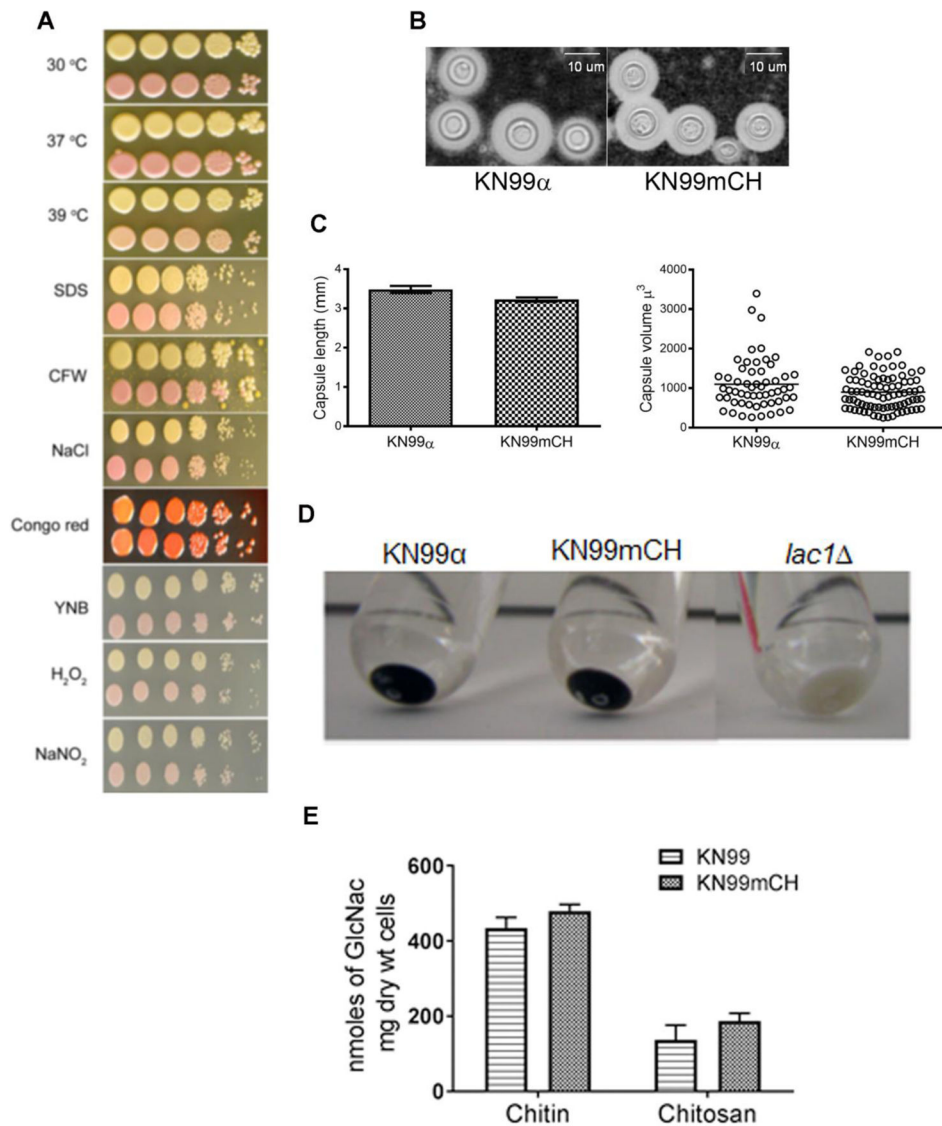 A
30 °C
37 °C
39 °C
SDS
CFW
NaCl
Congo red
YNB
H₂O₂
NaNO₂
B
10 um
10 um
KN99α
KN99mCH
C
Capsule length (mm)
4
3
2
1
0
KN99α
KN99mCH
Capsule volume μ³
4000
3000
2000
1000
0
KN99α
KN99mCH
D
KN99α
KN99mCH
lac1Δ
E
nmoles of GlcNac
mg dry wt cells
600
400
200
0
KN99
KN99mCH
Chitin
Chitosan